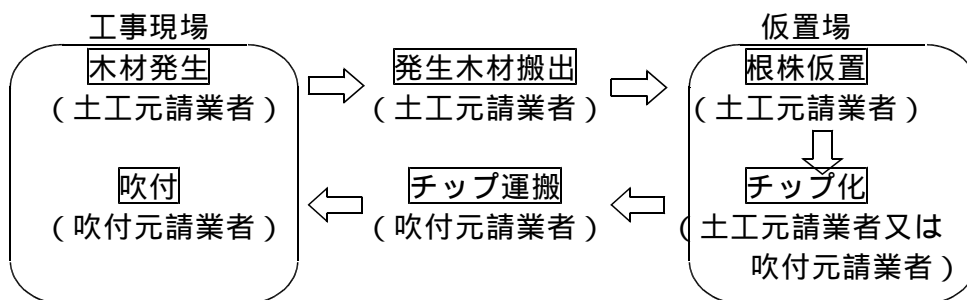 工事現場 仮置場
木材発生 発生木材搬出 根株仮置
(土工元請業者) (土工元請業者) (土工元請業者)
吹付 チップ運搬 チップ化
(吹付元請業者) (吹付元請業者) (土工元請業者又は
吹付元請業者)